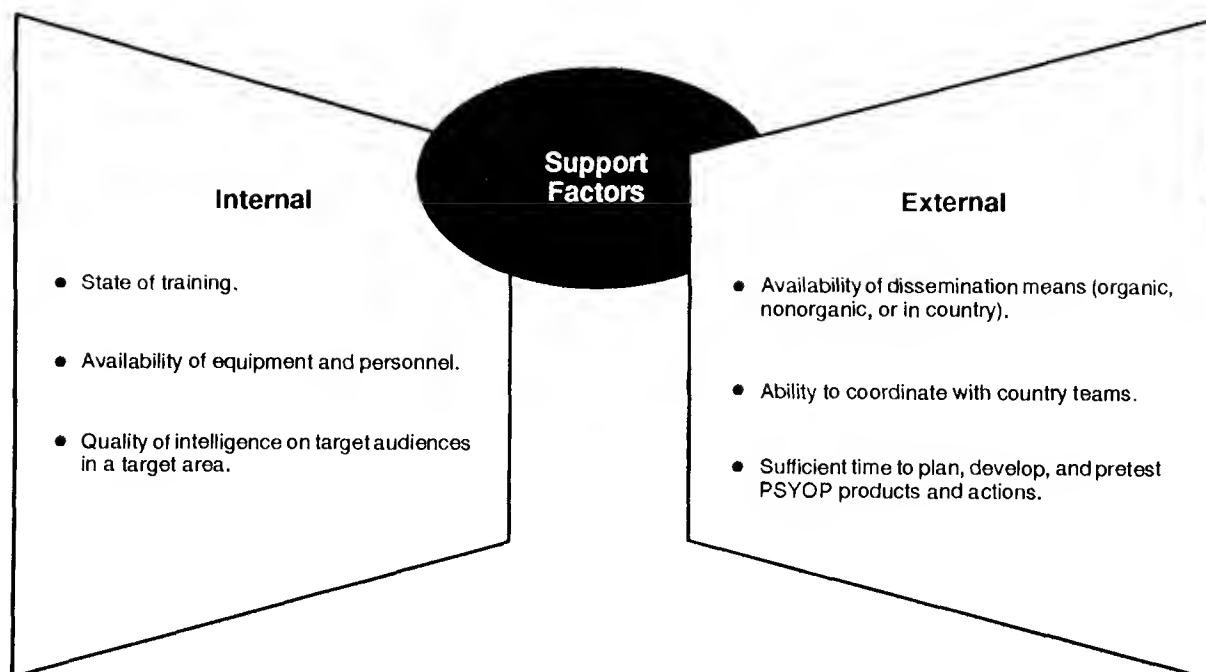 Support
Factors
Internal
● State of training.
● Availability of equipment and personnel.
● Quality of intelligence on target audiences
in a target area.
External
● Availability of dissemination means (organic,
nonorganic, or in country).
● Ability to coordinate with country teams.
● Sufficient time to plan, develop, and pretest
PSYOP products and actions.